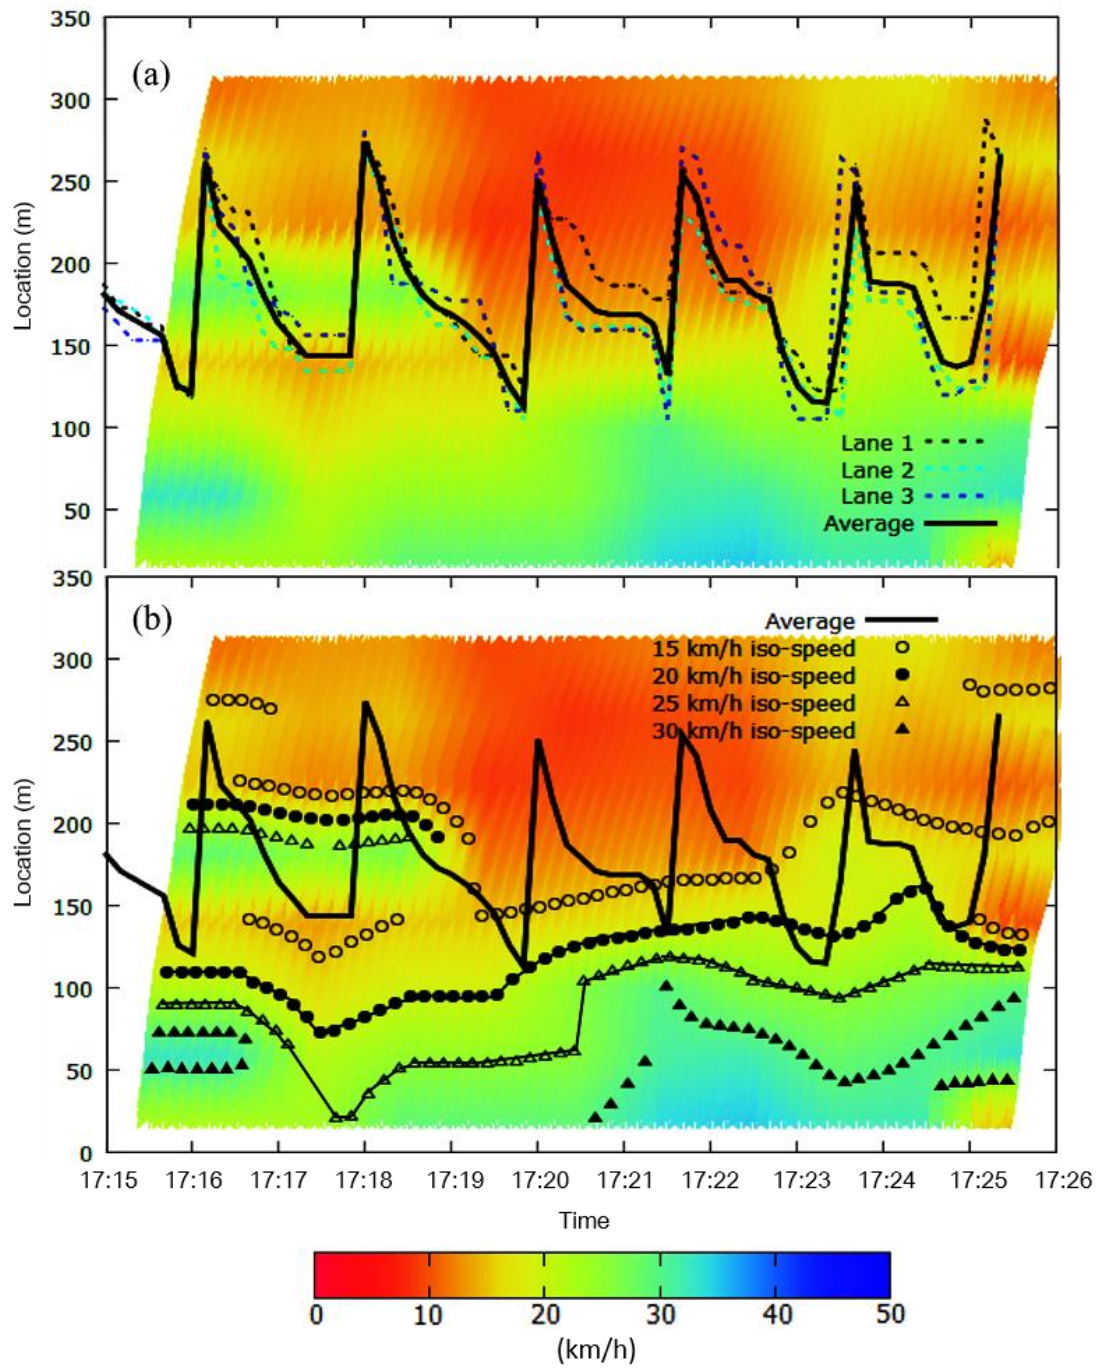 350
(a)
300
250
200
150
100
50
Location (m)
Lane 1
Lane 2
Lane 3
Average
350
(b)
300
250
200
150
100
50
0
Location (m)
Average
15 km/h iso-speed
20 km/h iso-speed
25 km/h iso-speed
30 km/h iso-speed
17:15 17:16 17:17 17:18 17:19 17:20 17:21 17:22 17:23 17:24 17:25 17:26
Time
0 10 20 30 40 50
(km/h)